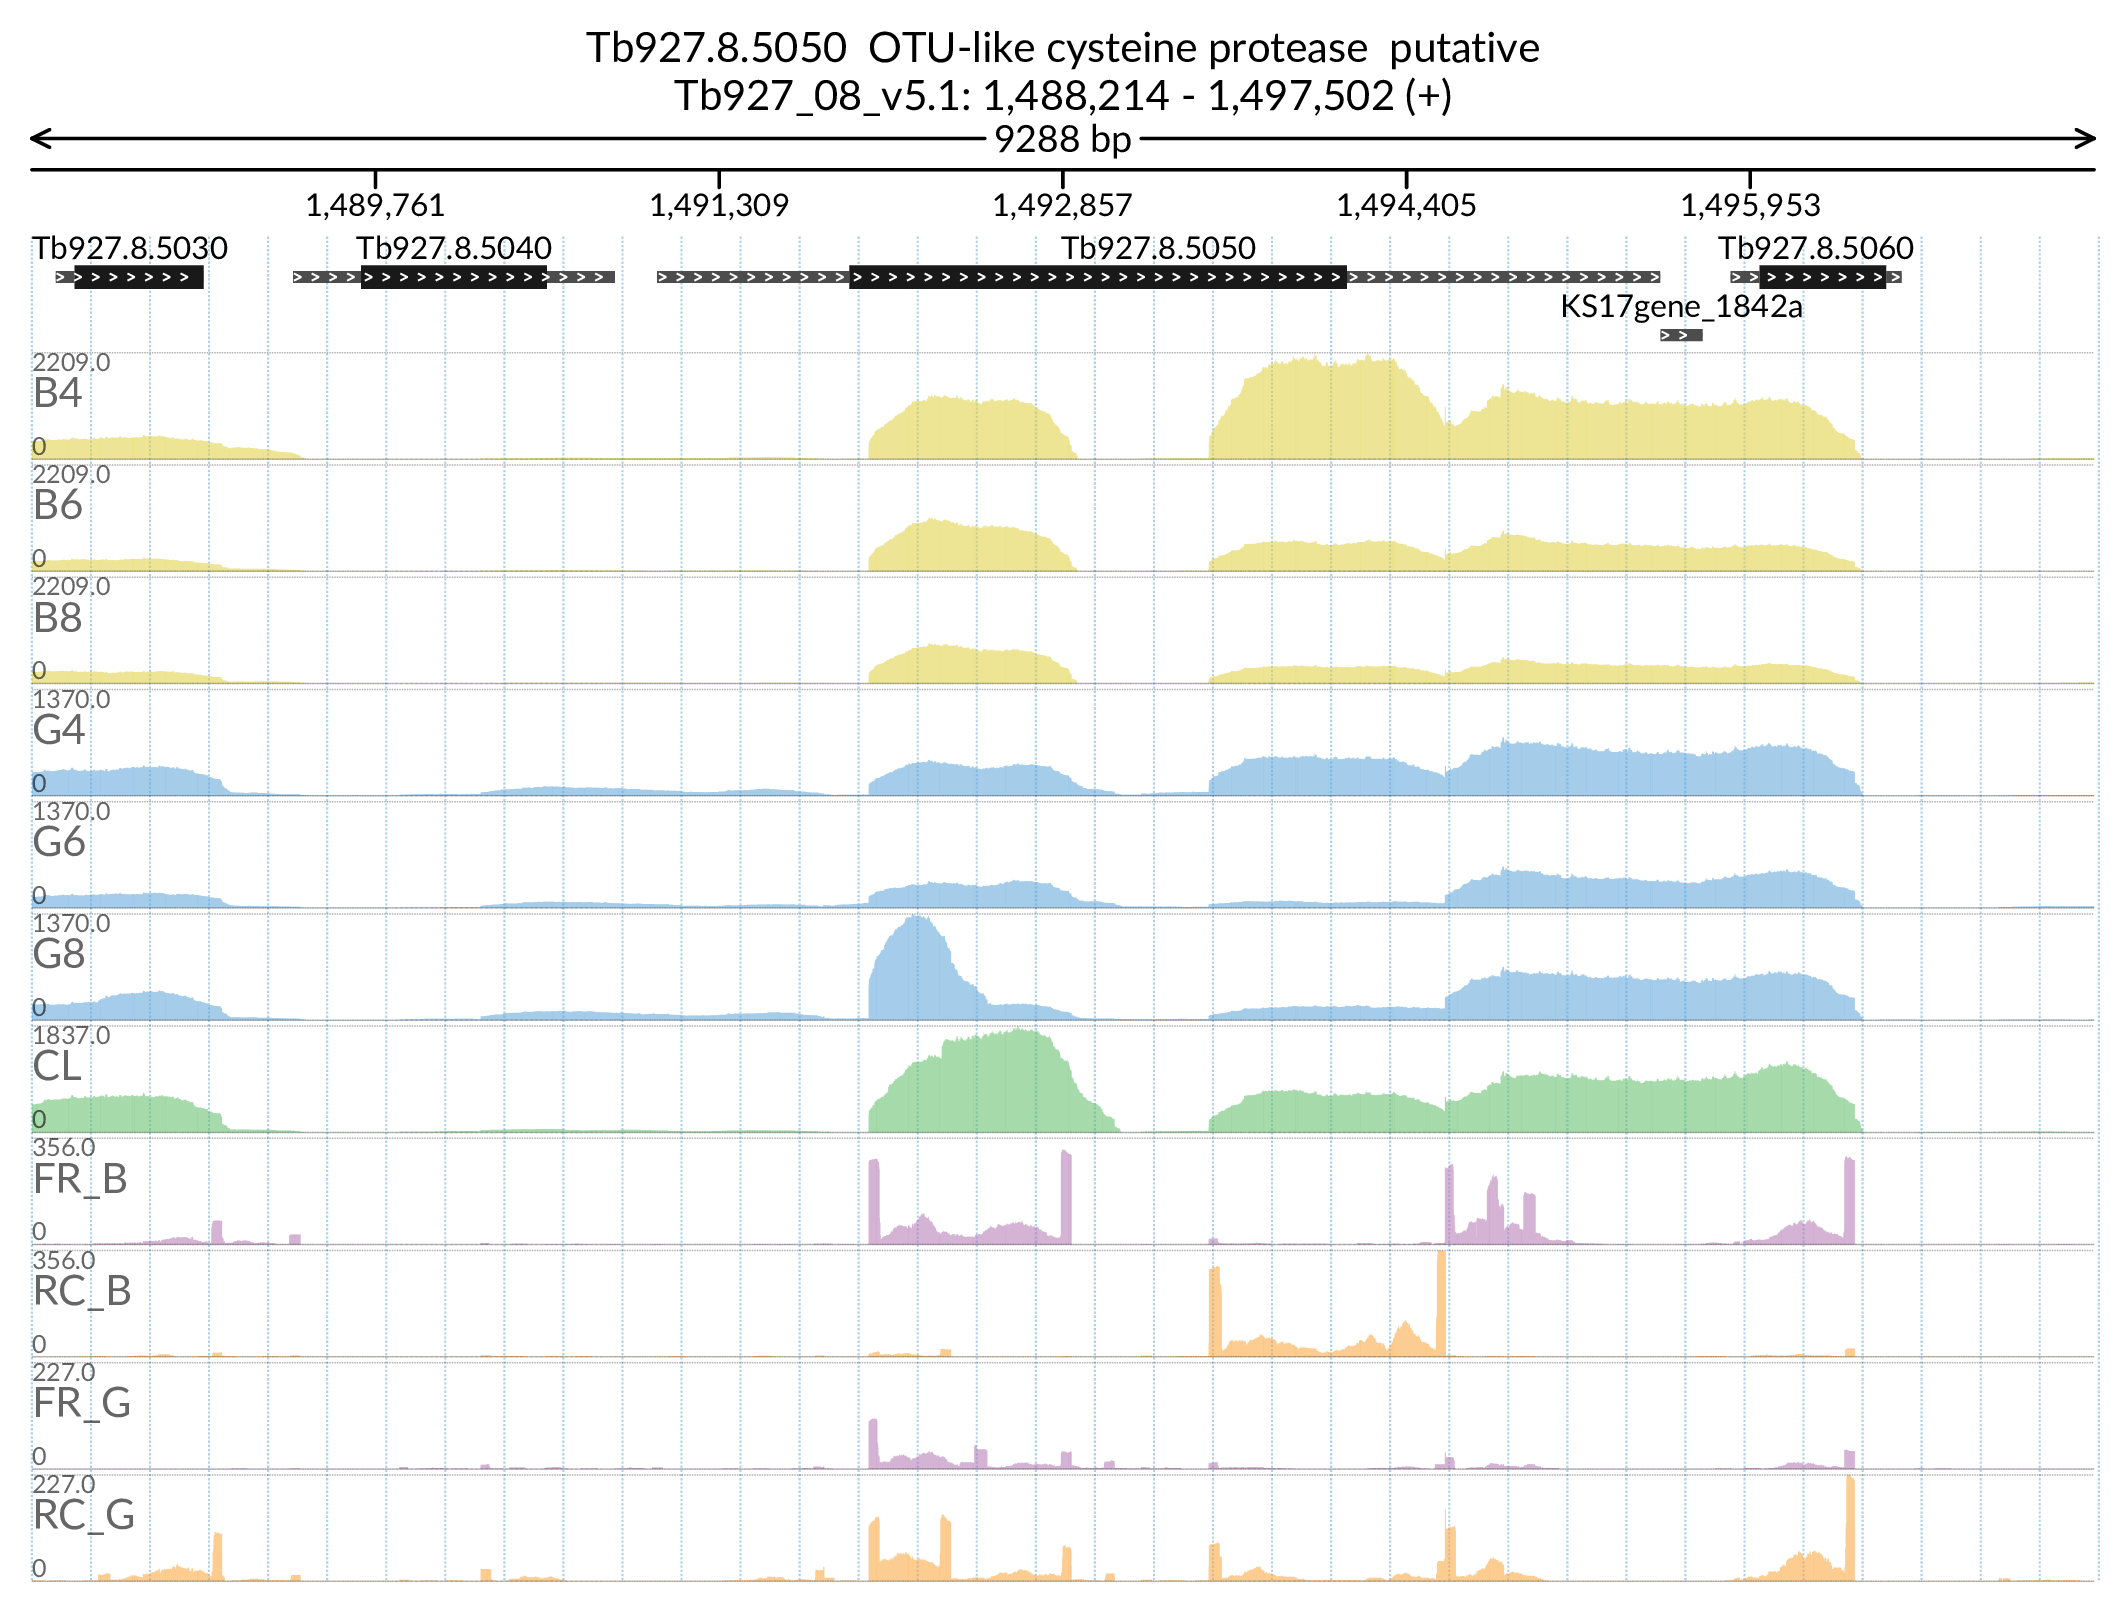 Tb927.8.5050  OTU-like cysteine protease  putative
Tb927_08_v5.1: 1,488,214 - 1,497,502 (+)
9288 bp
1,489,761 1,491,309 1,492,857 1,494,405 1,495,953
Tb927.8.5030 Tb927.8.5040 Tb927.8.5050 Tb927.8.5060
KS17gene_1842a
2209.0
B4
0
2209.0
B6
0
2209.0
B8
0
1370.0
G4
0
1370.0
G6
0
1370.0
G8
0
1837.0
CL
0
356.0
FR_B
0
356.0
RC_B
0
227.0
FR_G
0
227.0
RC_G
0